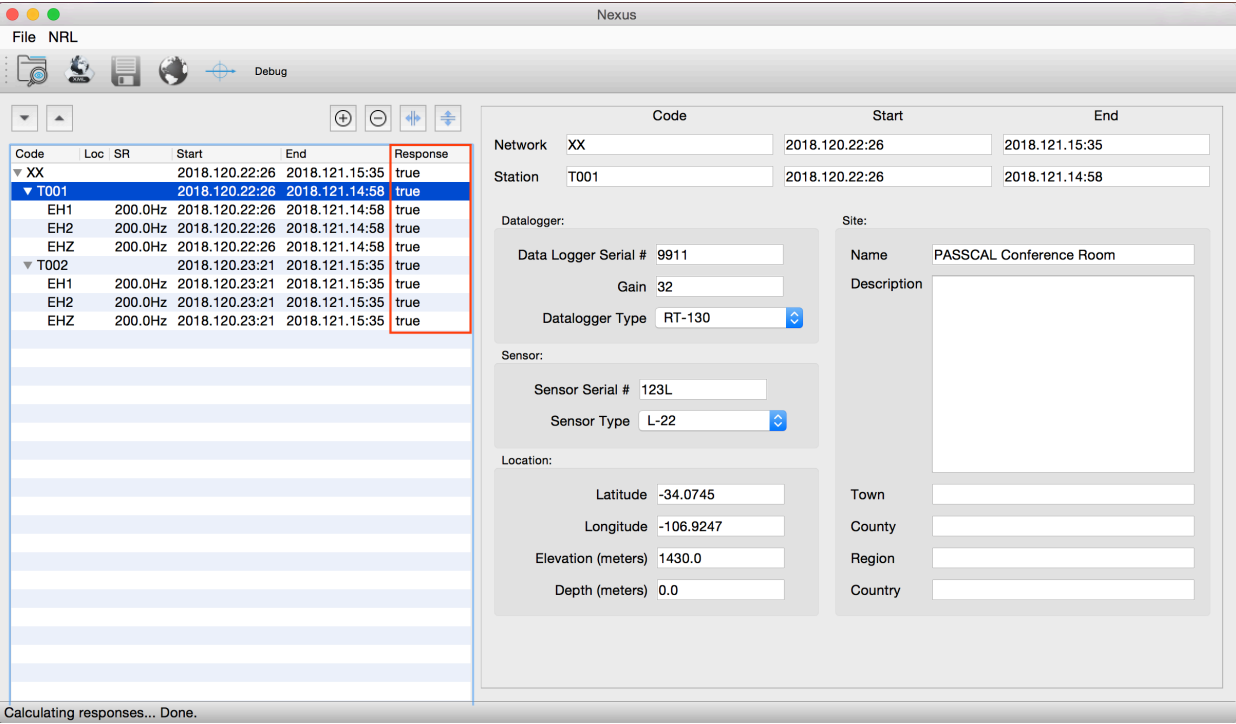 Nexus
File NRL
XML
Debug
Code Loc SR Start End Response
XX 2018.120.22:26 2018.121.15:35 true
T001 2018.120.22:26 2018.121.14:58 true
EH1 200.0Hz 2018.120.22:26 2018.121.14:58 true
EH2 200.0Hz 2018.120.22:26 2018.121.14:58 true
EHZ 200.0Hz 2018.120.22:26 2018.121.14:58 true
T002 2018.120.23:21 2018.121.15:35 true
EH1 200.0Hz 2018.120.23:21 2018.121.15:35 true
EH2 200.0Hz 2018.120.23:21 2018.121.15:35 true
EHZ 200.0Hz 2018.120.23:21 2018.121.15:35 true
Code Start End
Network XX 2018.120.22:26 2018.121.15:35
Station T001 2018.120.22:26 2018.121.14:58
Datalogger:
Data Logger Serial # 9911
Gain 32
Datalogger Type RT-130
Sensor:
Sensor Serial # 123L
Sensor Type L-22
Location:
Latitude -34.0745
Longitude -106.9247
Elevation (meters) 1430.0
Depth (meters) 0.0
Site:
Name PASSCAL Conference Room
Description
Town
County
Region
Country
Calculating responses... Done.